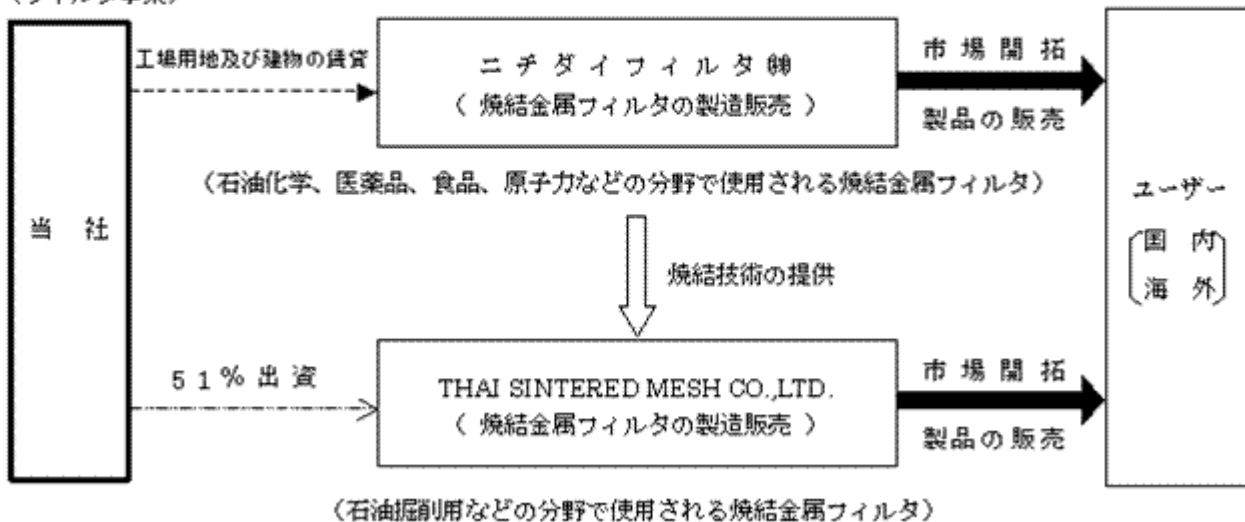 工場用地及び建物の賃貸
ニチダイフィルタ㈱
( 焼結金属フィルタの製造販売 )
市場開拓
製品の販売
(石油化学、医薬品、食品、原子力などの分野で使用される焼結金属フィルタ)
当社
ユーザー
国内
海外
焼結技術の提供
51%出資
THAI SINTERED MESH CO.,LTD.
( 焼結金属フィルタの製造販売 )
市場開拓
製品の販売
(石油掘削用などの分野で使用される焼結金属フィルタ)